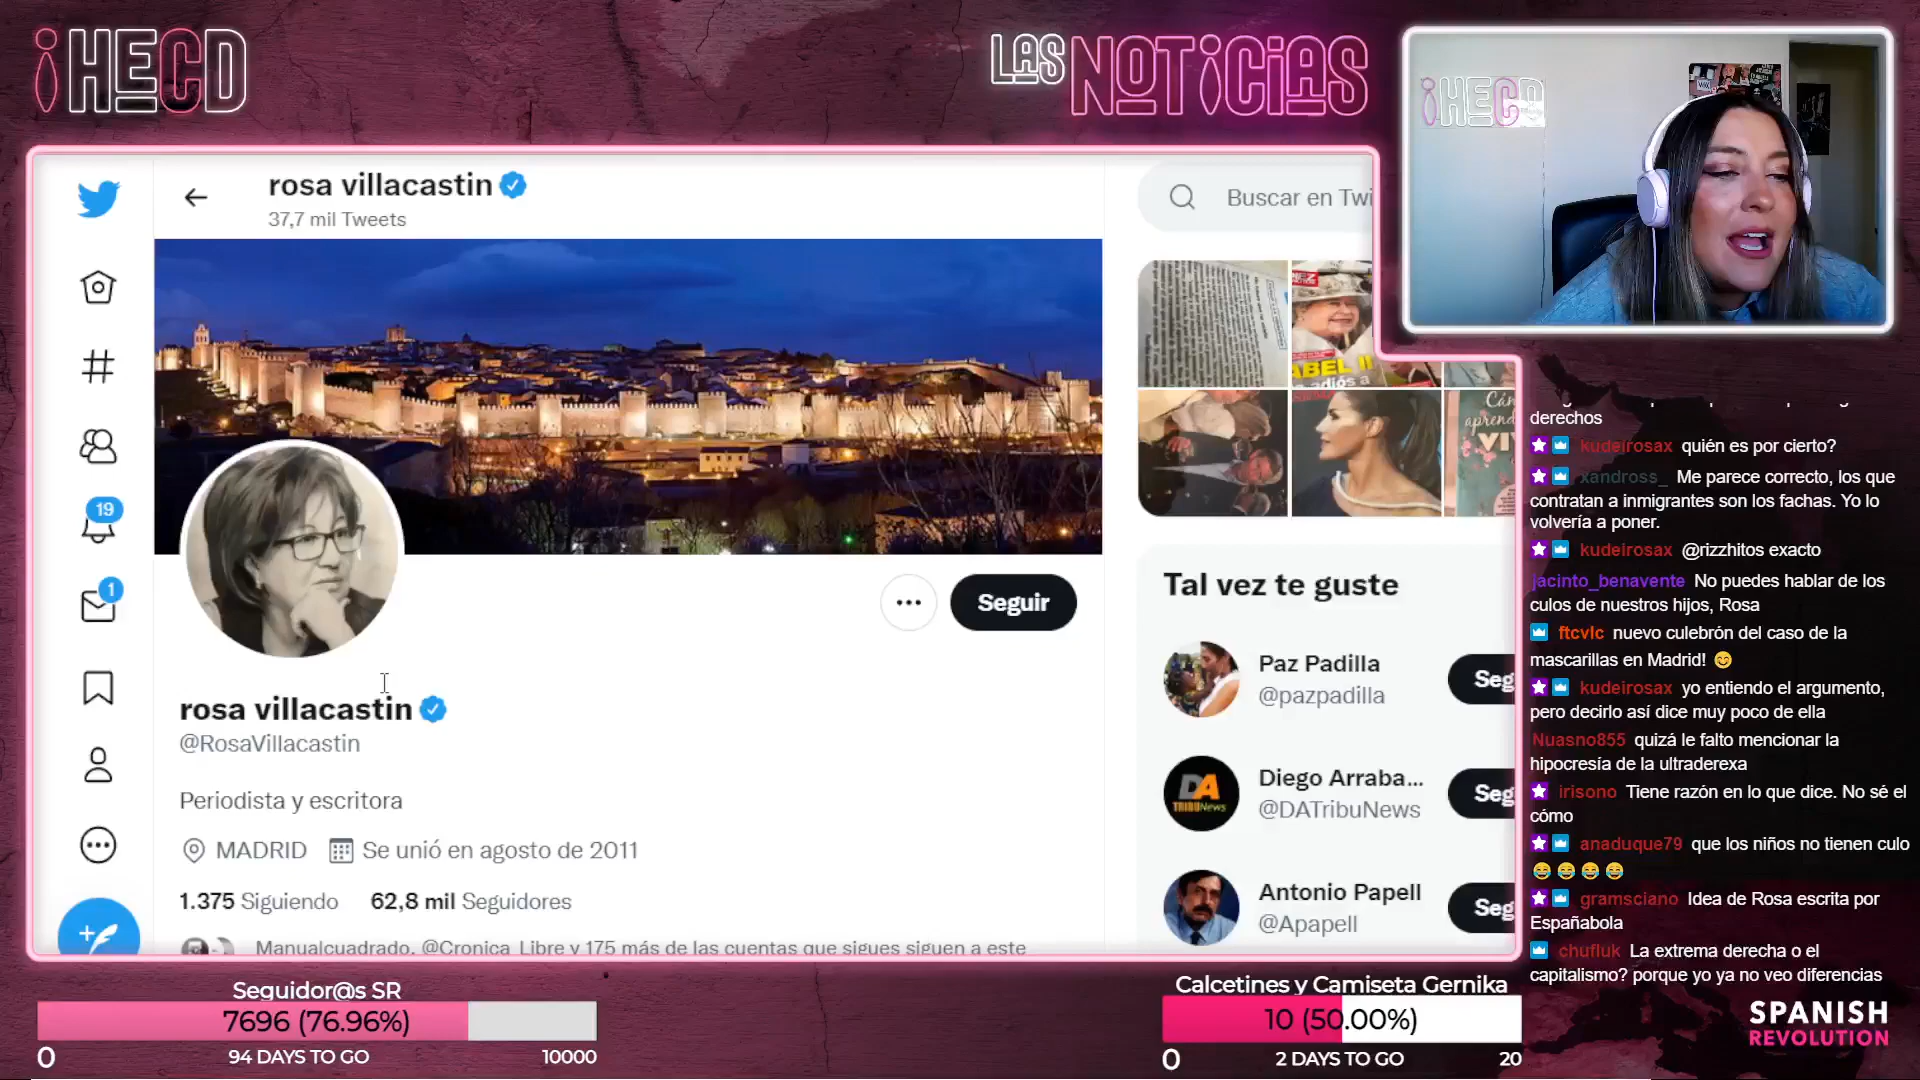 ¡HECD
LAS NOTICIAS
¡HECD
rosa villacastin
37,7 mil Tweets
Buscar en Twi
19
1
ABEL II
adiós a
Seguir
rosa villacastin
@RosaVillacastin
Periodista y escritora
MADRID Se unió en agosto de 2011
1.375 Siguiendo 62,8 mil Seguidores
Manualcuadrado, @Cronica_Libre y 175 más de las cuentas que sigues siguen a este
Tal vez te guste
Paz Padilla
@pazpadilla
Seg
DA
TRIBUNews
Diego Arraba...
@DATribuNews
Seg
Antonio Papell
@Apapell
Seg
derechos
kudeirosax quién es por cierto?
xandross_ Me parece correcto, los que
contratan a inmigrantes son los fachas. Yo lo
volvería a poner.
kudeirosax @rizzhitos exacto
jacinto_benavente No puedes hablar de los
culos de nuestros hijos, Rosa
ftcvlc nuevo culebrón del caso de la
mascarillas en Madrid! 😊
kudeirosax yo entiendo el argumento,
pero decirlo así dice muy poco de ella
Nuasno855 quizá le falto mencionar la
hipocresía de la ultraderexa
irisono Tiene razón en lo que dice. No sé el
cómo
anaduque79 que los niños no tienen culo
😂 😂 😂 😂
gramsciano Idea de Rosa escrita por
Españabola
chufluk La extrema derecha o el
capitalismo? porque yo ya no veo diferencias
Seguidor@s SR
7696 (76.96%)
0 94 DAYS TO GO 10000
Calcetines y Camiseta Gernika
10 (50.00%)
0 2 DAYS TO GO 20
SPANISH
REVOLUTION